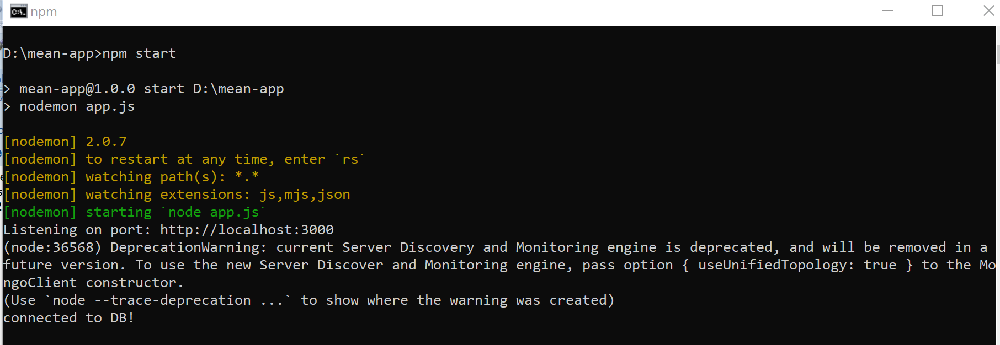 npm
D:\mean-app>npm start
> mean-app@1.0.0 start D:\mean-app
> nodemon app.js
[nodemon] 2.0.7
[nodemon] to restart at any time, enter `rs`
[nodemon] watching path(s): *.*
[nodemon] watching extensions: js,mjs,json
[nodemon] starting `node app.js`
Listening on port: http://localhost:3000
(node:36568) DeprecationWarning: current Server Discovery and Monitoring engine is deprecated, and will be removed in a
future version. To use the new Server Discover and Monitoring engine, pass option { useUnifiedTopology: true } to the Mo
ngoClient constructor.
(Use `node --trace-deprecation ...` to show where the warning was created)
connected to DB!